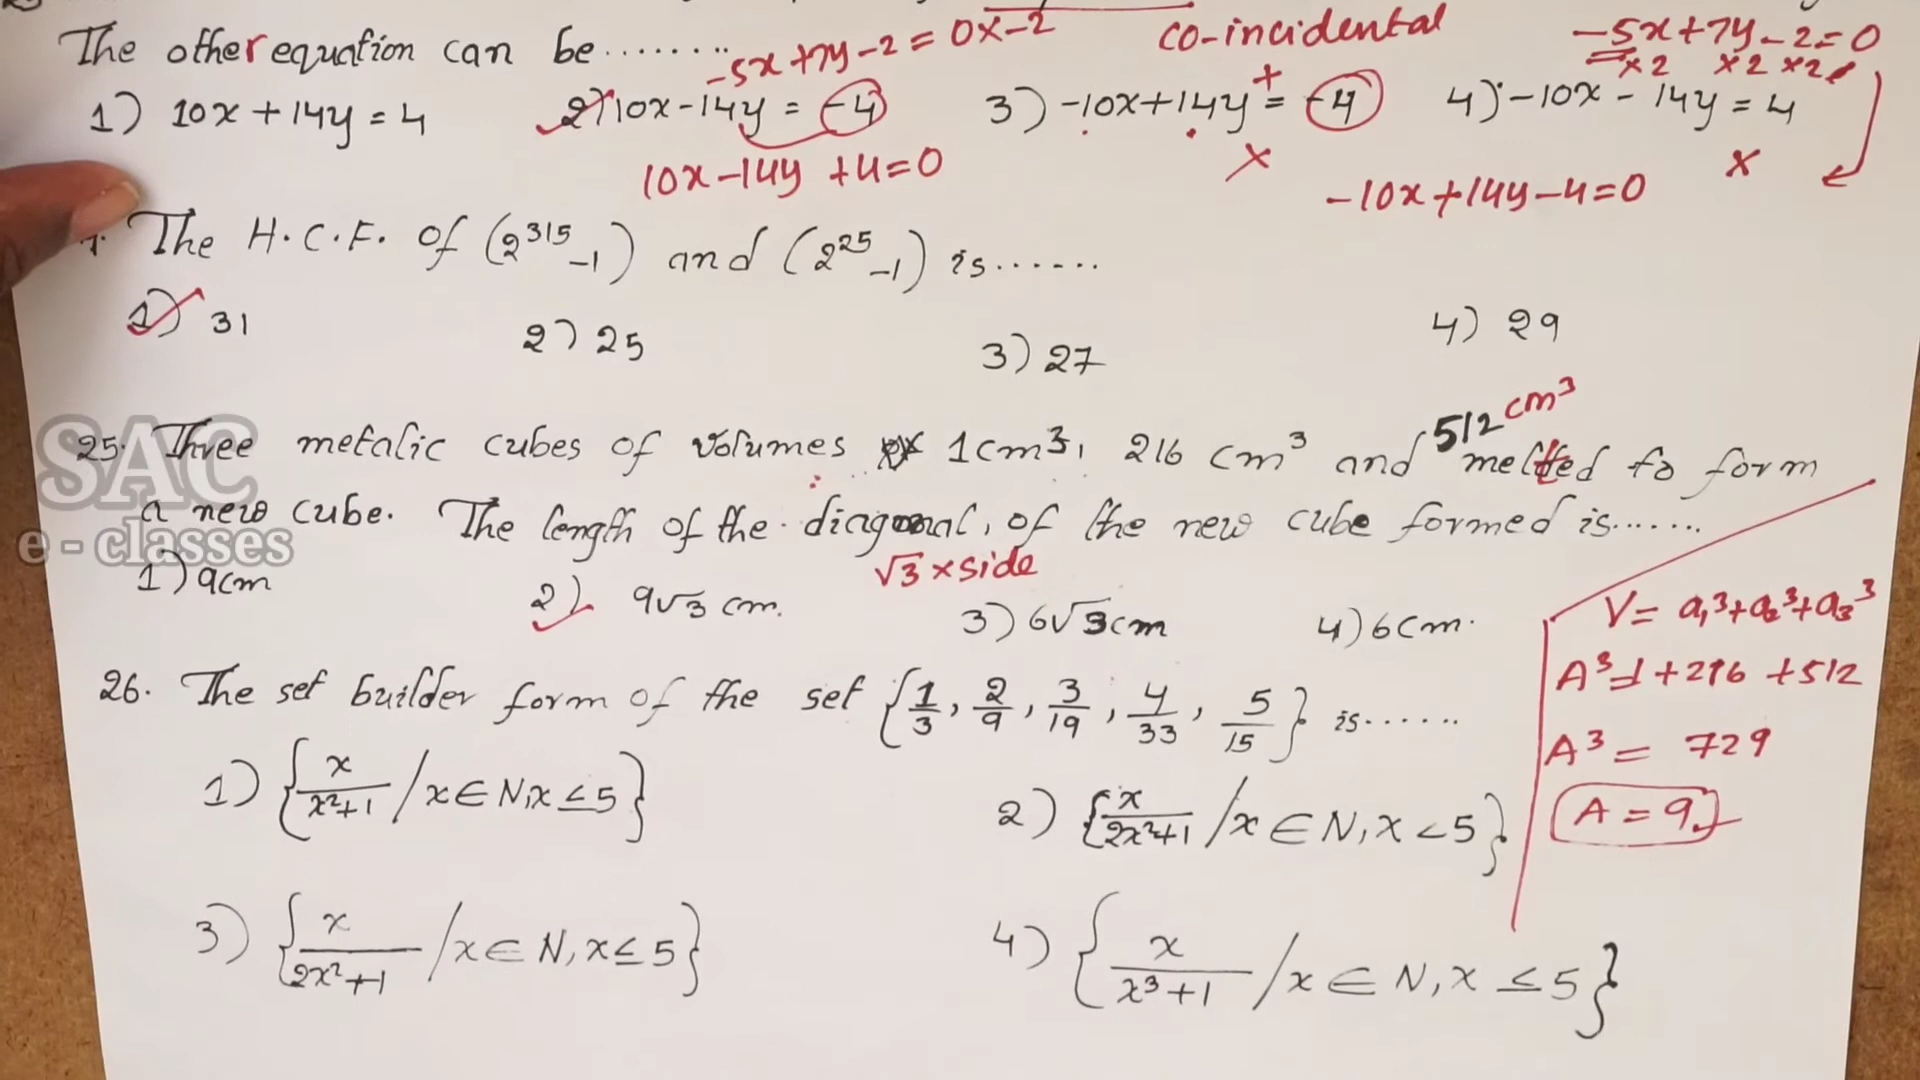 The other equation can be........
-5x+7y-2=0x-2
co-incidental
-5x+7y-2=0
×2 ×2 ×2
1) 10x+14y=4 2) 10x-14y=-4 3) -10x+14y=-4 4) -10x-14y=4
+
10x-14y+4=0
× ×
-10x+14y-4=0
The H.C.F. of (2³¹⁵-1) and (2²⁵-1) is......
1) 31 2) 25 3) 27 4) 29
25. Three metalic cubes of volumes 1cm³, 216 cm³ and 512 cm³ melted to form
a new cube. The length of the diagonal, of the new cube formed is.......
√3×side
1) 9cm 2) 9√3 cm. 3) 6√3cm 4) 6cm.
SAC
e - classes
V= a₁³+a₂³+a₃³
A³=1+216+512
A³= 729
A=9
26. The set builder form of the set {1/3, 2/9, 3/19, 4/33, 5/15} is......
1) {x/x²+1 / x∈N,x≤5} 2) {x/2x²+1 / x∈N,x<5}
3) {x/2x²+1 / x∈N,x≤5} 4) {x/x³+1 / x∈N,x≤5}